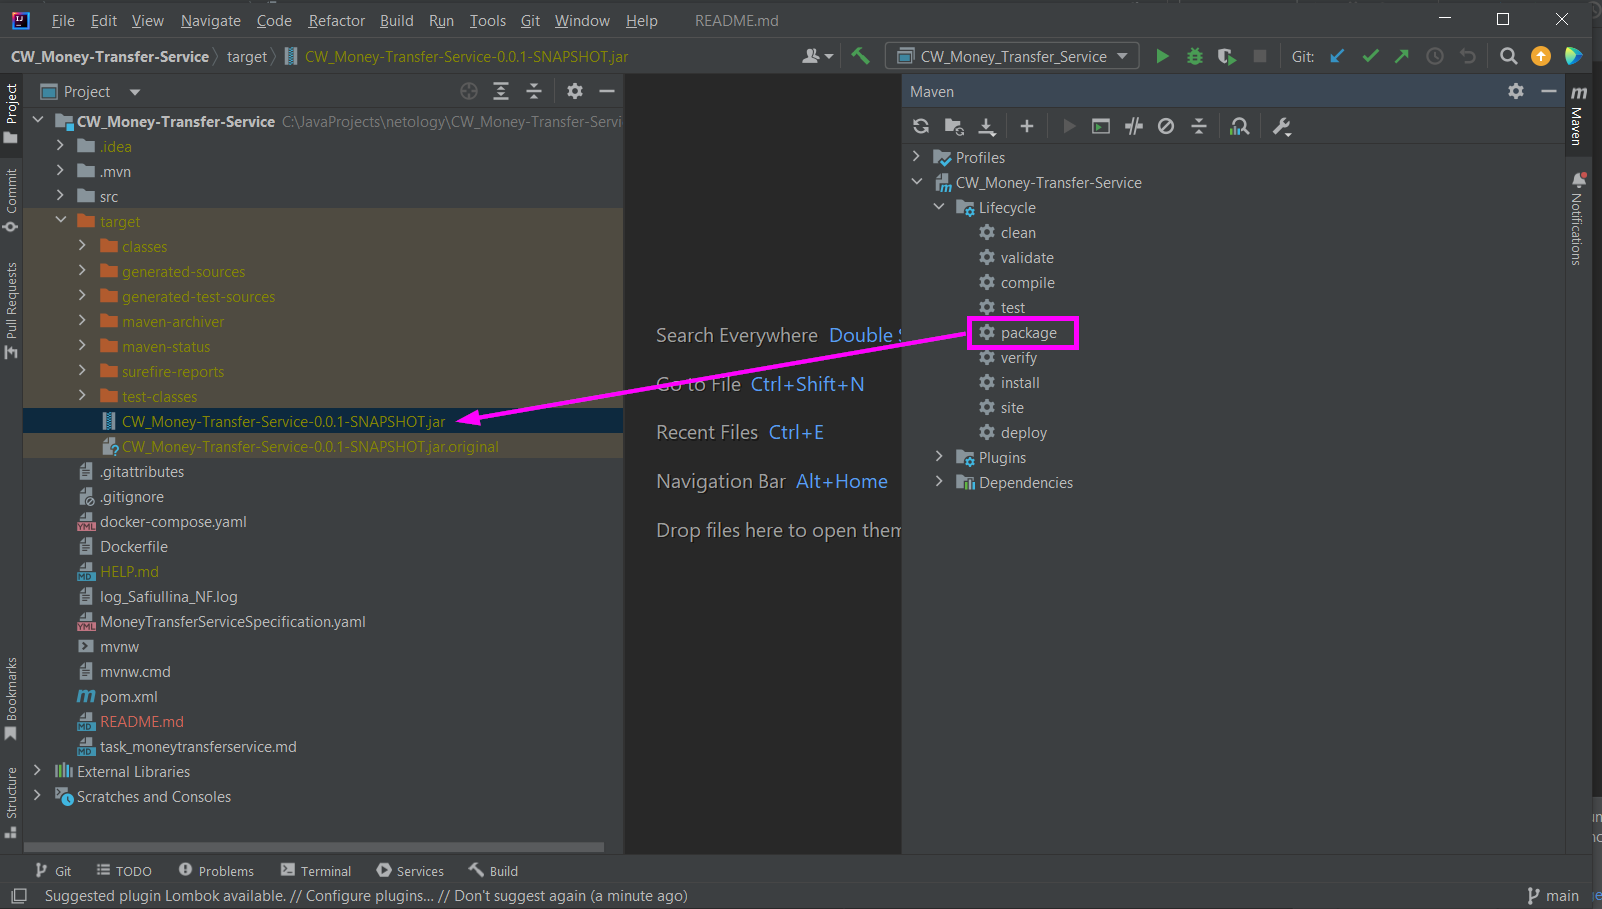 File Edit View Navigate Code Refactor Build Run Tools Git Window Help README.md
CW_Money-Transfer-Service target CW_Money-Transfer-Service-0.0.1-SNAPSHOT.jar CW_Money_Transfer_Service Git:
Project
Maven
CW_Money-Transfer-Service C:\JavaProjects\netology\CW_Money-Transfer-Servi
.idea
.mvn
src
target
classes
generated-sources
generated-test-sources
maven-archiver
maven-status
surefire-reports
test-classes
CW_Money-Transfer-Service-0.0.1-SNAPSHOT.jar
CW_Money-Transfer-Service-0.0.1-SNAPSHOT.jar.original
.gitattributes
.gitignore
docker-compose.yaml
Dockerfile
HELP.md
log_Safiullina_NF.log
MoneyTransferServiceSpecification.yaml
mvnw
mvnw.cmd
pom.xml
README.md
task_moneytransferservice.md
External Libraries
Scratches and Consoles
Search Everywhere Double S
Go to File Ctrl+Shift+N
Recent Files Ctrl+E
Navigation Bar Alt+Home
Drop files here to open them
Profiles
CW_Money-Transfer-Service
Lifecycle
clean
validate
compile
test
package
verify
install
site
deploy
Plugins
Dependencies
Project
Commit
Pull Requests
Bookmarks
Structure
Maven
Notifications
Git TODO Problems Terminal Services Build
Suggested plugin Lombok available. // Configure plugins... // Don't suggest again (a minute ago) main